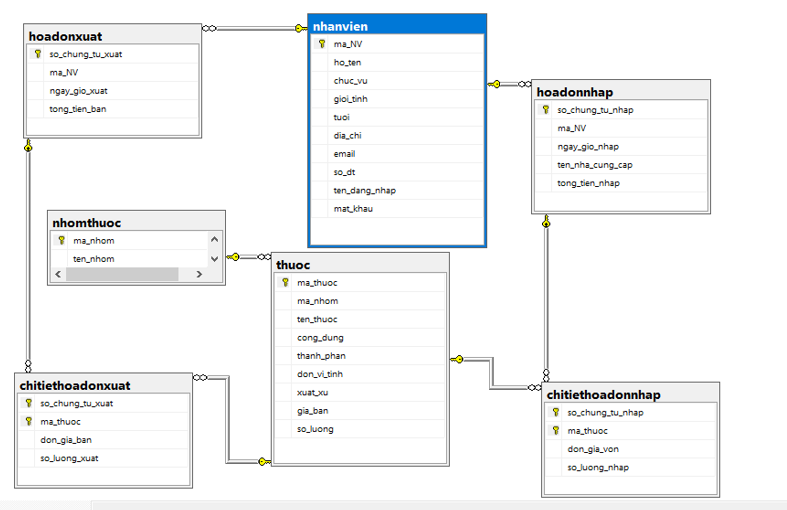 hoadonxuat
so_chung_tu_xuat
ma_NV
ngay_gio_xuat
tong_tien_ban
nhanvien
ma_NV
ho_ten
chuc_vu
gioi_tinh
tuoi
dia_chi
email
so_dt
ten_dang_nhap
mat_khau
hoadonnhap
so_chung_tu_nhap
ma_NV
ngay_gio_nhap
ten_nha_cung_cap
tong_tien_nhap
nhomthuoc
ma_nhom
ten_nhom
thuoc
ma_thuoc
ma_nhom
ten_thuoc
cong_dung
thanh_phan
don_vi_tinh
xuat_xu
gia_ban
so_luong
chitiethoadonxuat
so_chung_tu_xuat
ma_thuoc
don_gia_ban
so_luong_xuat
chitiethoadonnhap
so_chung_tu_nhap
ma_thuoc
don_gia_von
so_luong_nhap